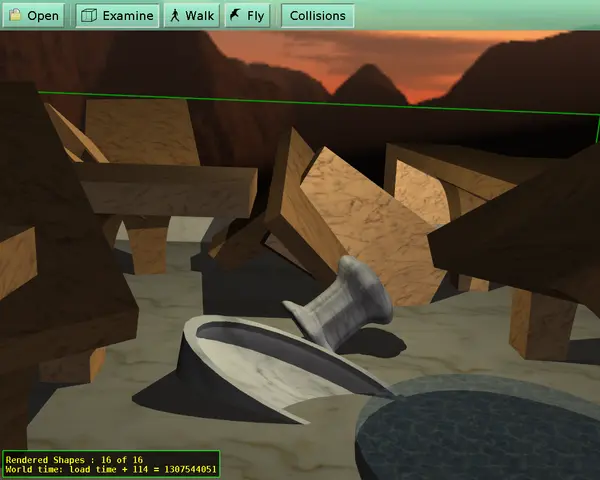 Open
Examine
Walk
Fly
Collisions
Rendered Shapes : 16 of 16
World time: load time + 114 = 1307544051